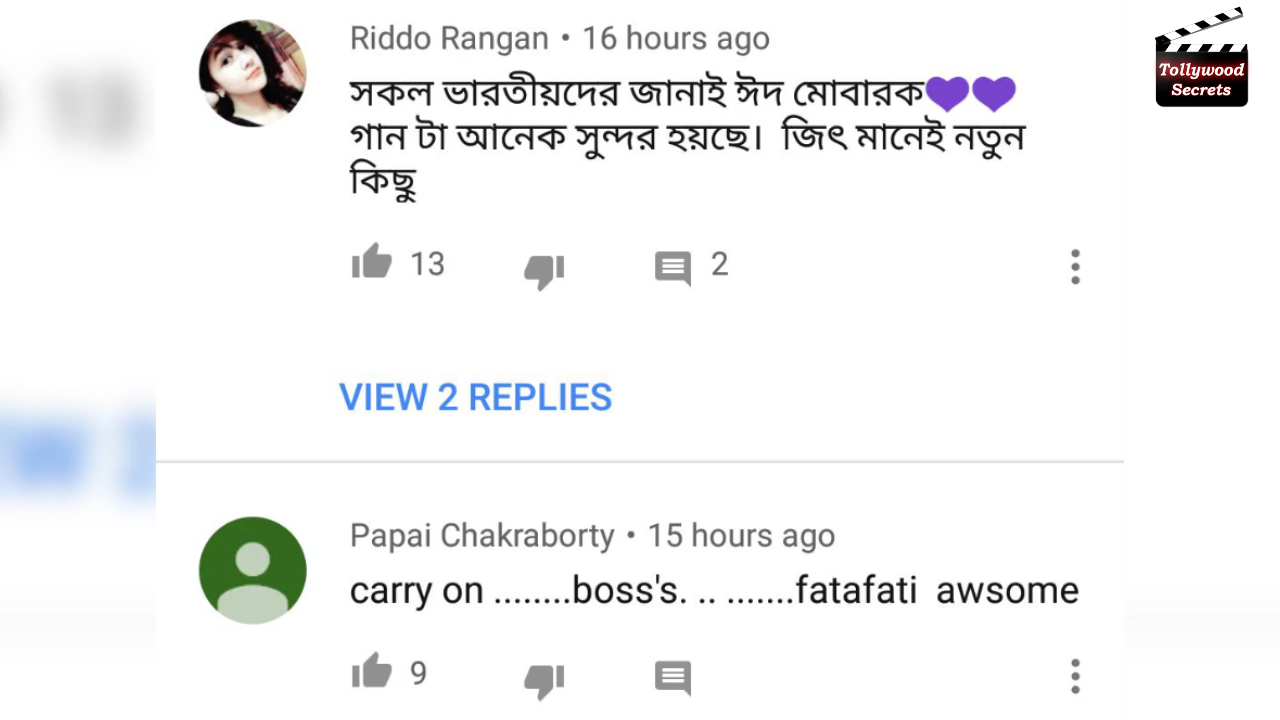 Riddo Rangan • 16 hours ago
সকল ভারতীয়দের জানাই ঈদ মোবারক💜💜
গান টা আনেক সুন্দর হয়ছে। জিৎ মানেই নতুন
কিছু
13
2
VIEW 2 REPLIES
Papai Chakraborty • 15 hours ago
carry on ........boss's. .. .......fatafati awsome
9
Tollywood
Secrets